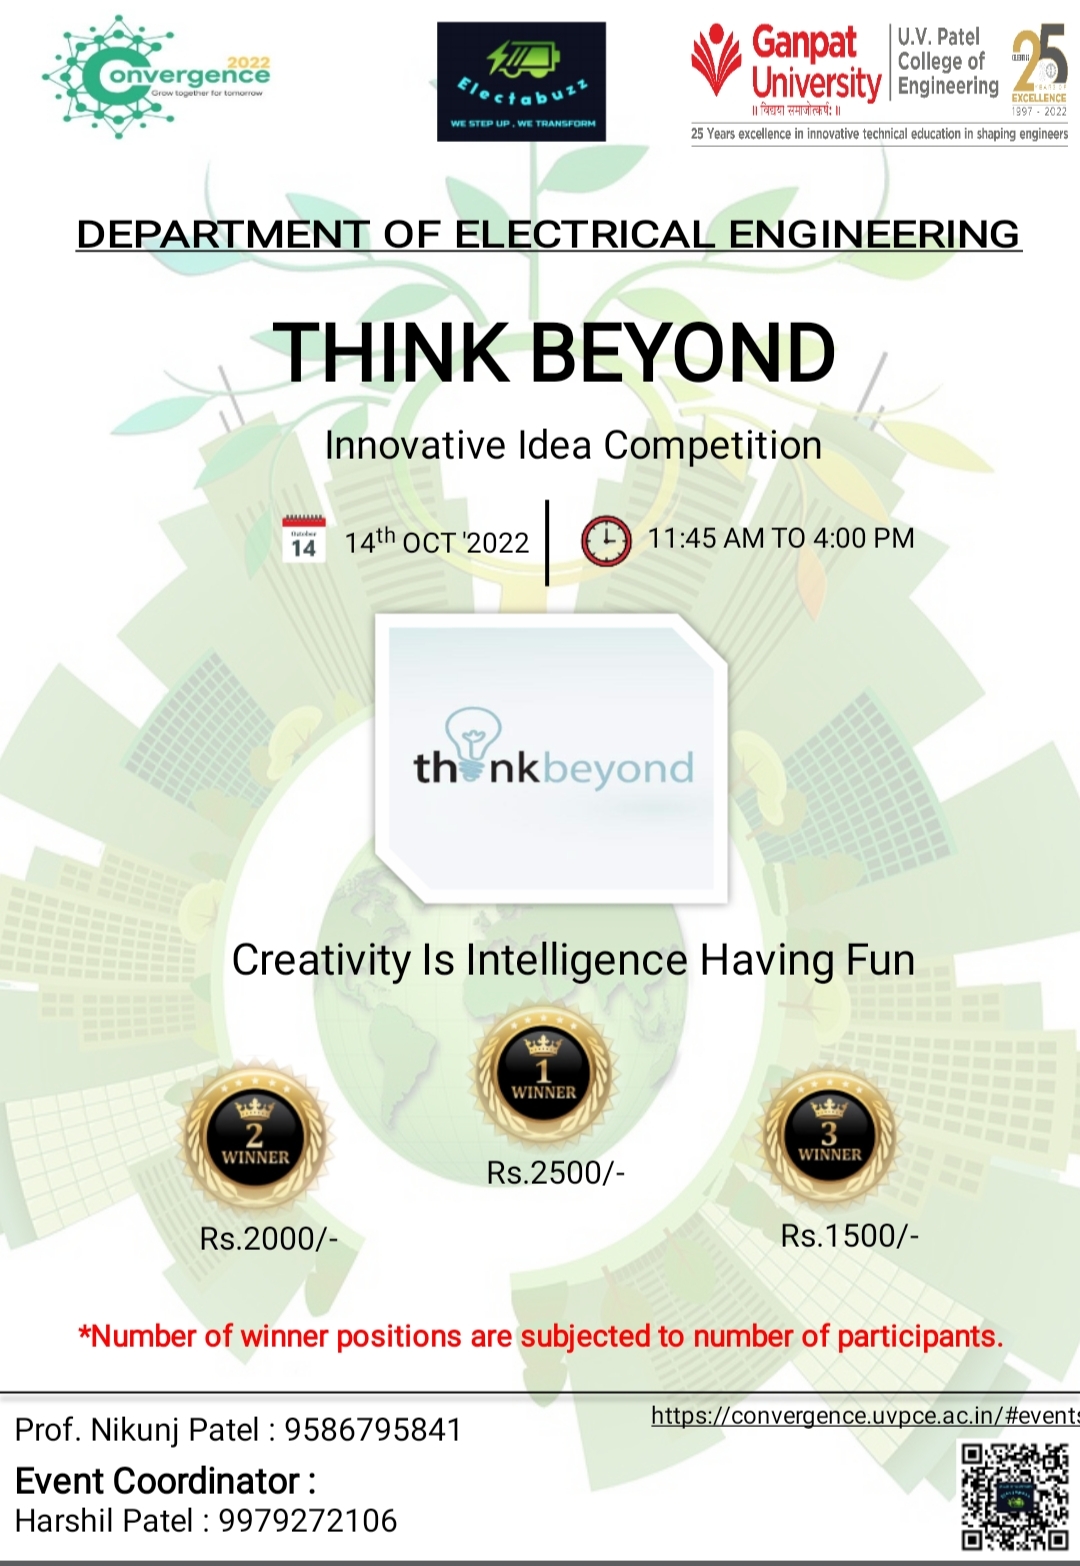 2022
Convergence
Grow together for tomorrow
Electabuzz
WE STEP UP , WE TRANSFORM
Ganpat
University
॥ विद्यया समाजोत्कर्षः ॥
U.V. Patel
College of
Engineering
25
EXCELLENCE
1997 - 2022
25 Years excellence in innovative technical education in shaping engineers
DEPARTMENT OF ELECTRICAL ENGINEERING
THINK BEYOND
Innovative Idea Competition
October
14
14th OCT '2022
11:45 AM TO 4:00 PM
thinkbeyond
Creativity Is Intelligence Having Fun
1
WINNER
2
WINNER
3
WINNER
Rs.2500/-
Rs.2000/-
Rs.1500/-
*Number of winner positions are subjected to number of participants.
https://convergence.uvpce.ac.in/#events
Prof. Nikunj Patel : 9586795841
Event Coordinator :
Harshil Patel : 9979272106